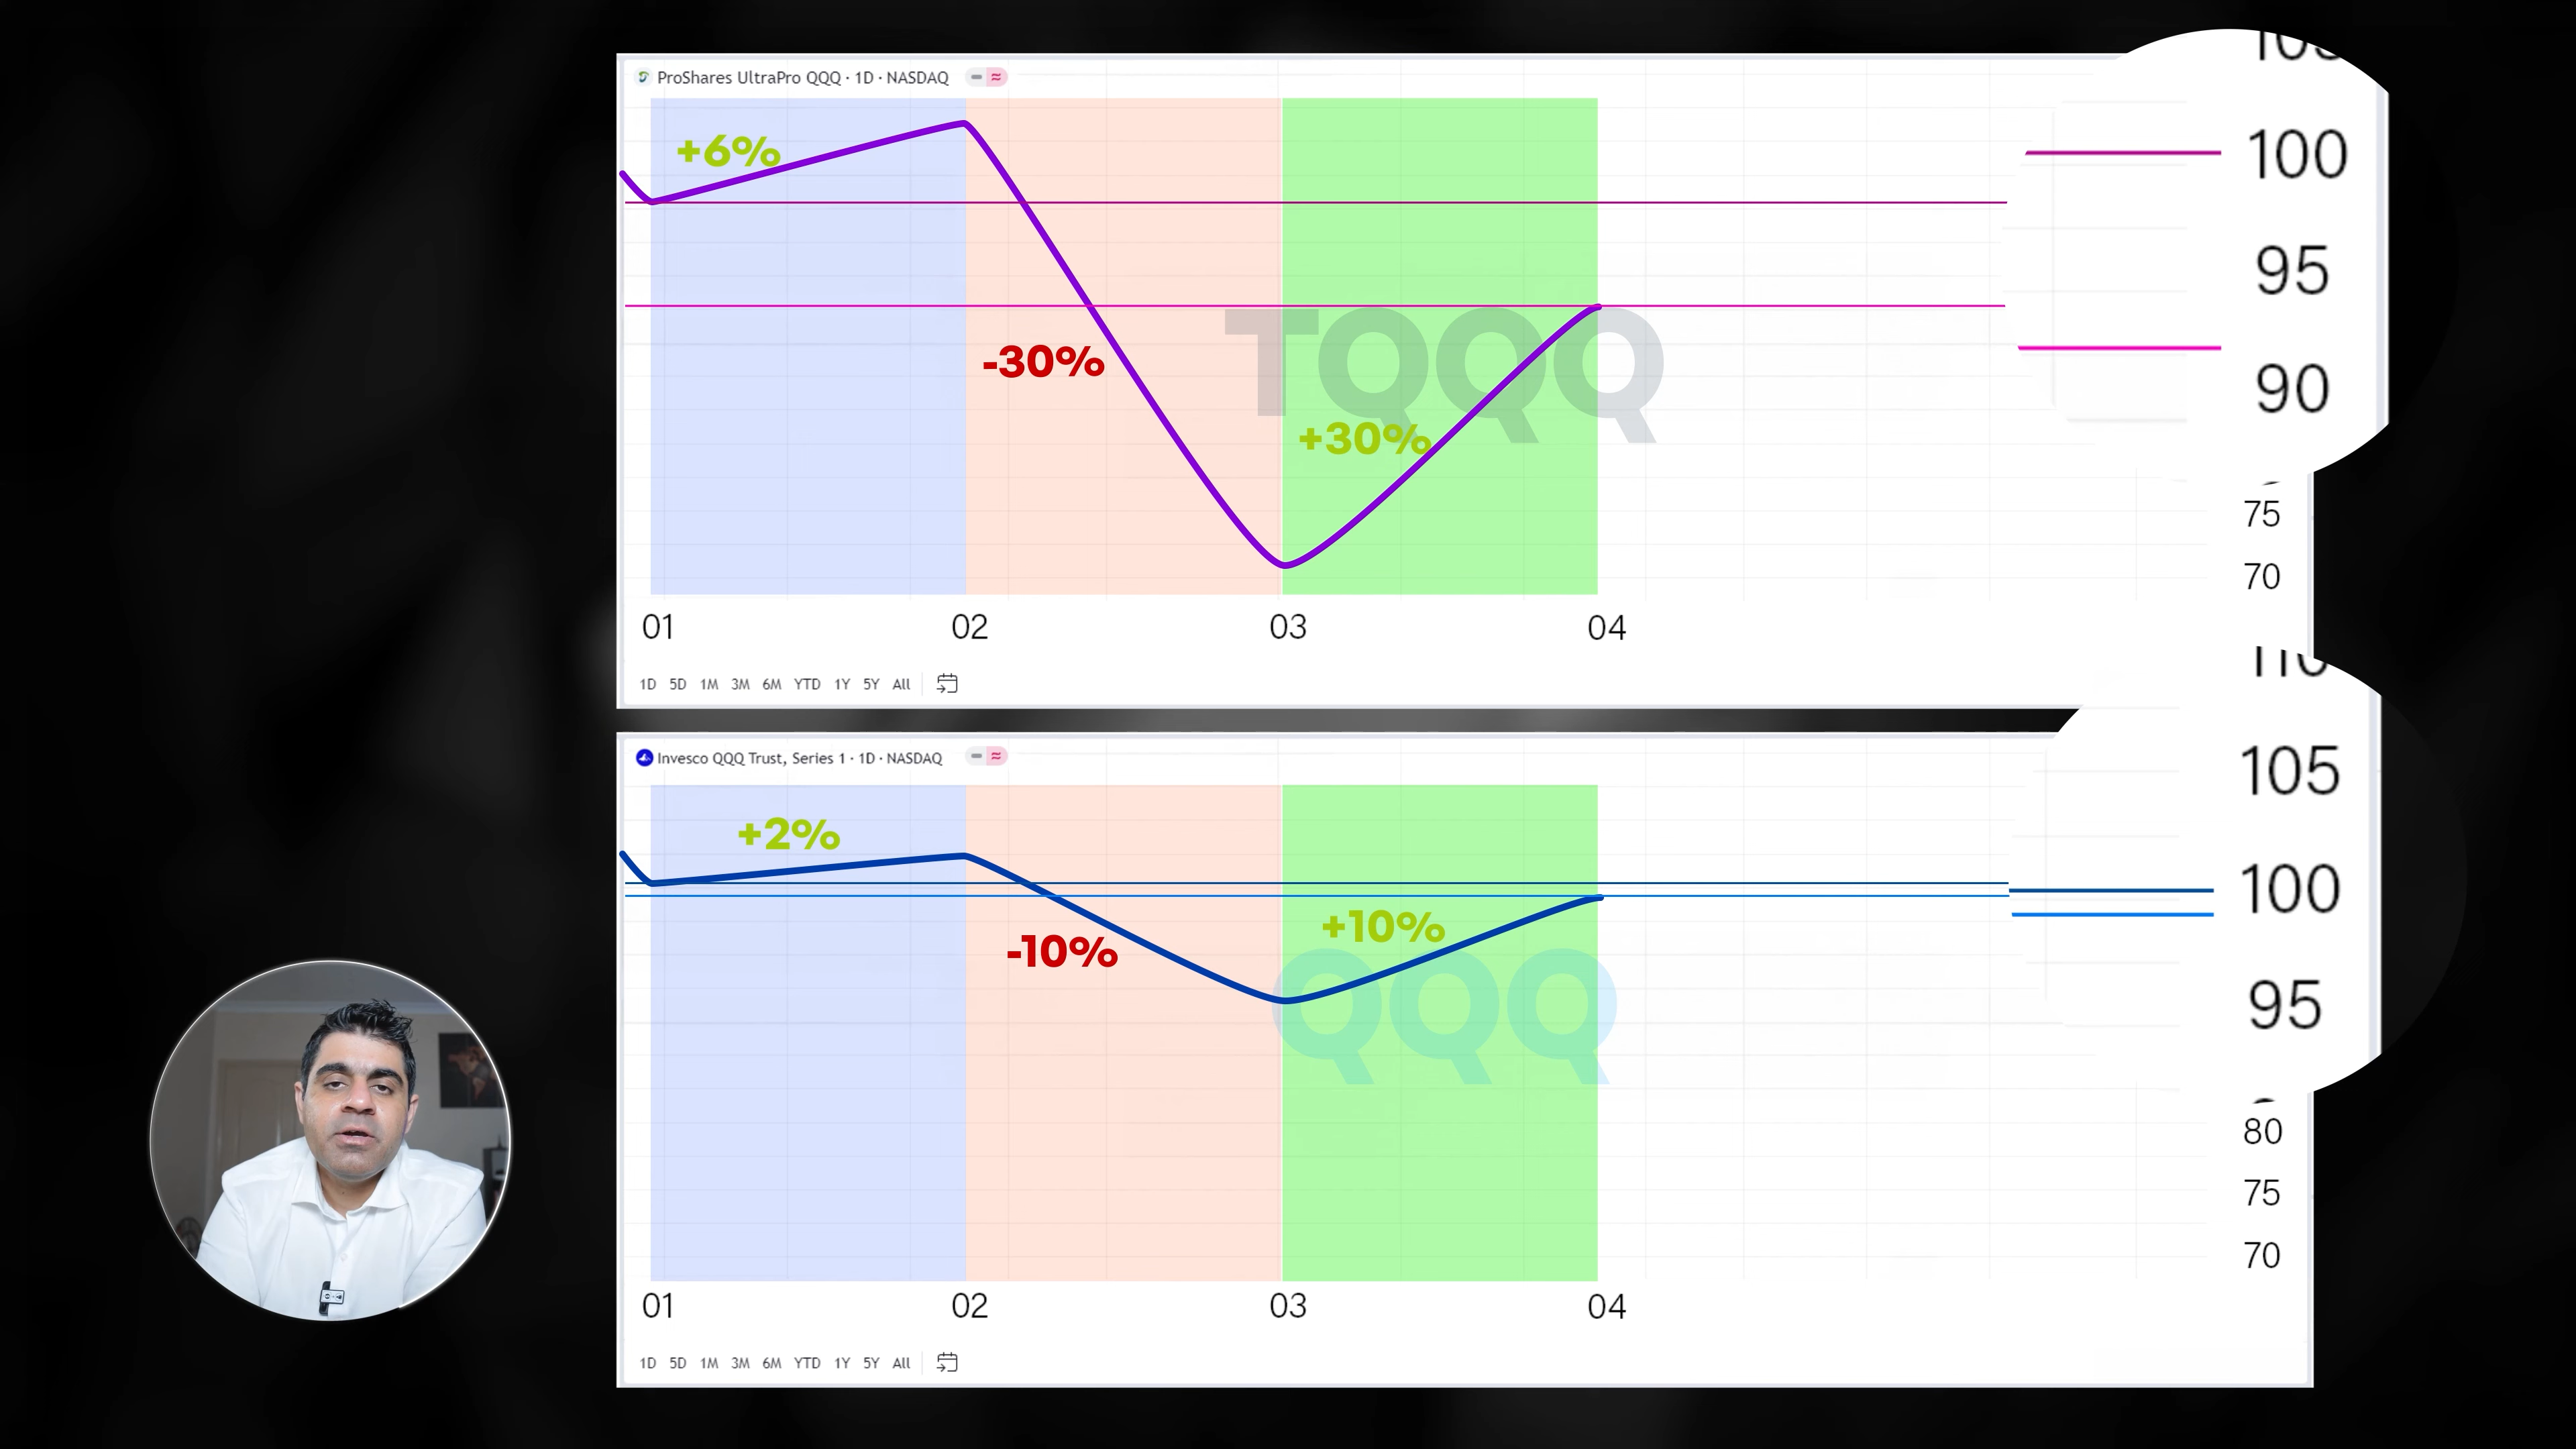 ProShares UltraPro QQQ · 1D · NASDAQ
+6%
-30%
+30%
TQQQ
100
95
90
75
70
01 02 03 04
1D 5D 1M 3M 6M YTD 1Y 5Y All
Invesco QQQ Trust, Series 1 · 1D · NASDAQ
+2%
-10%
+10%
QQQ
105
100
95
80
75
70
01 02 03 04
1D 5D 1M 3M 6M YTD 1Y 5Y All